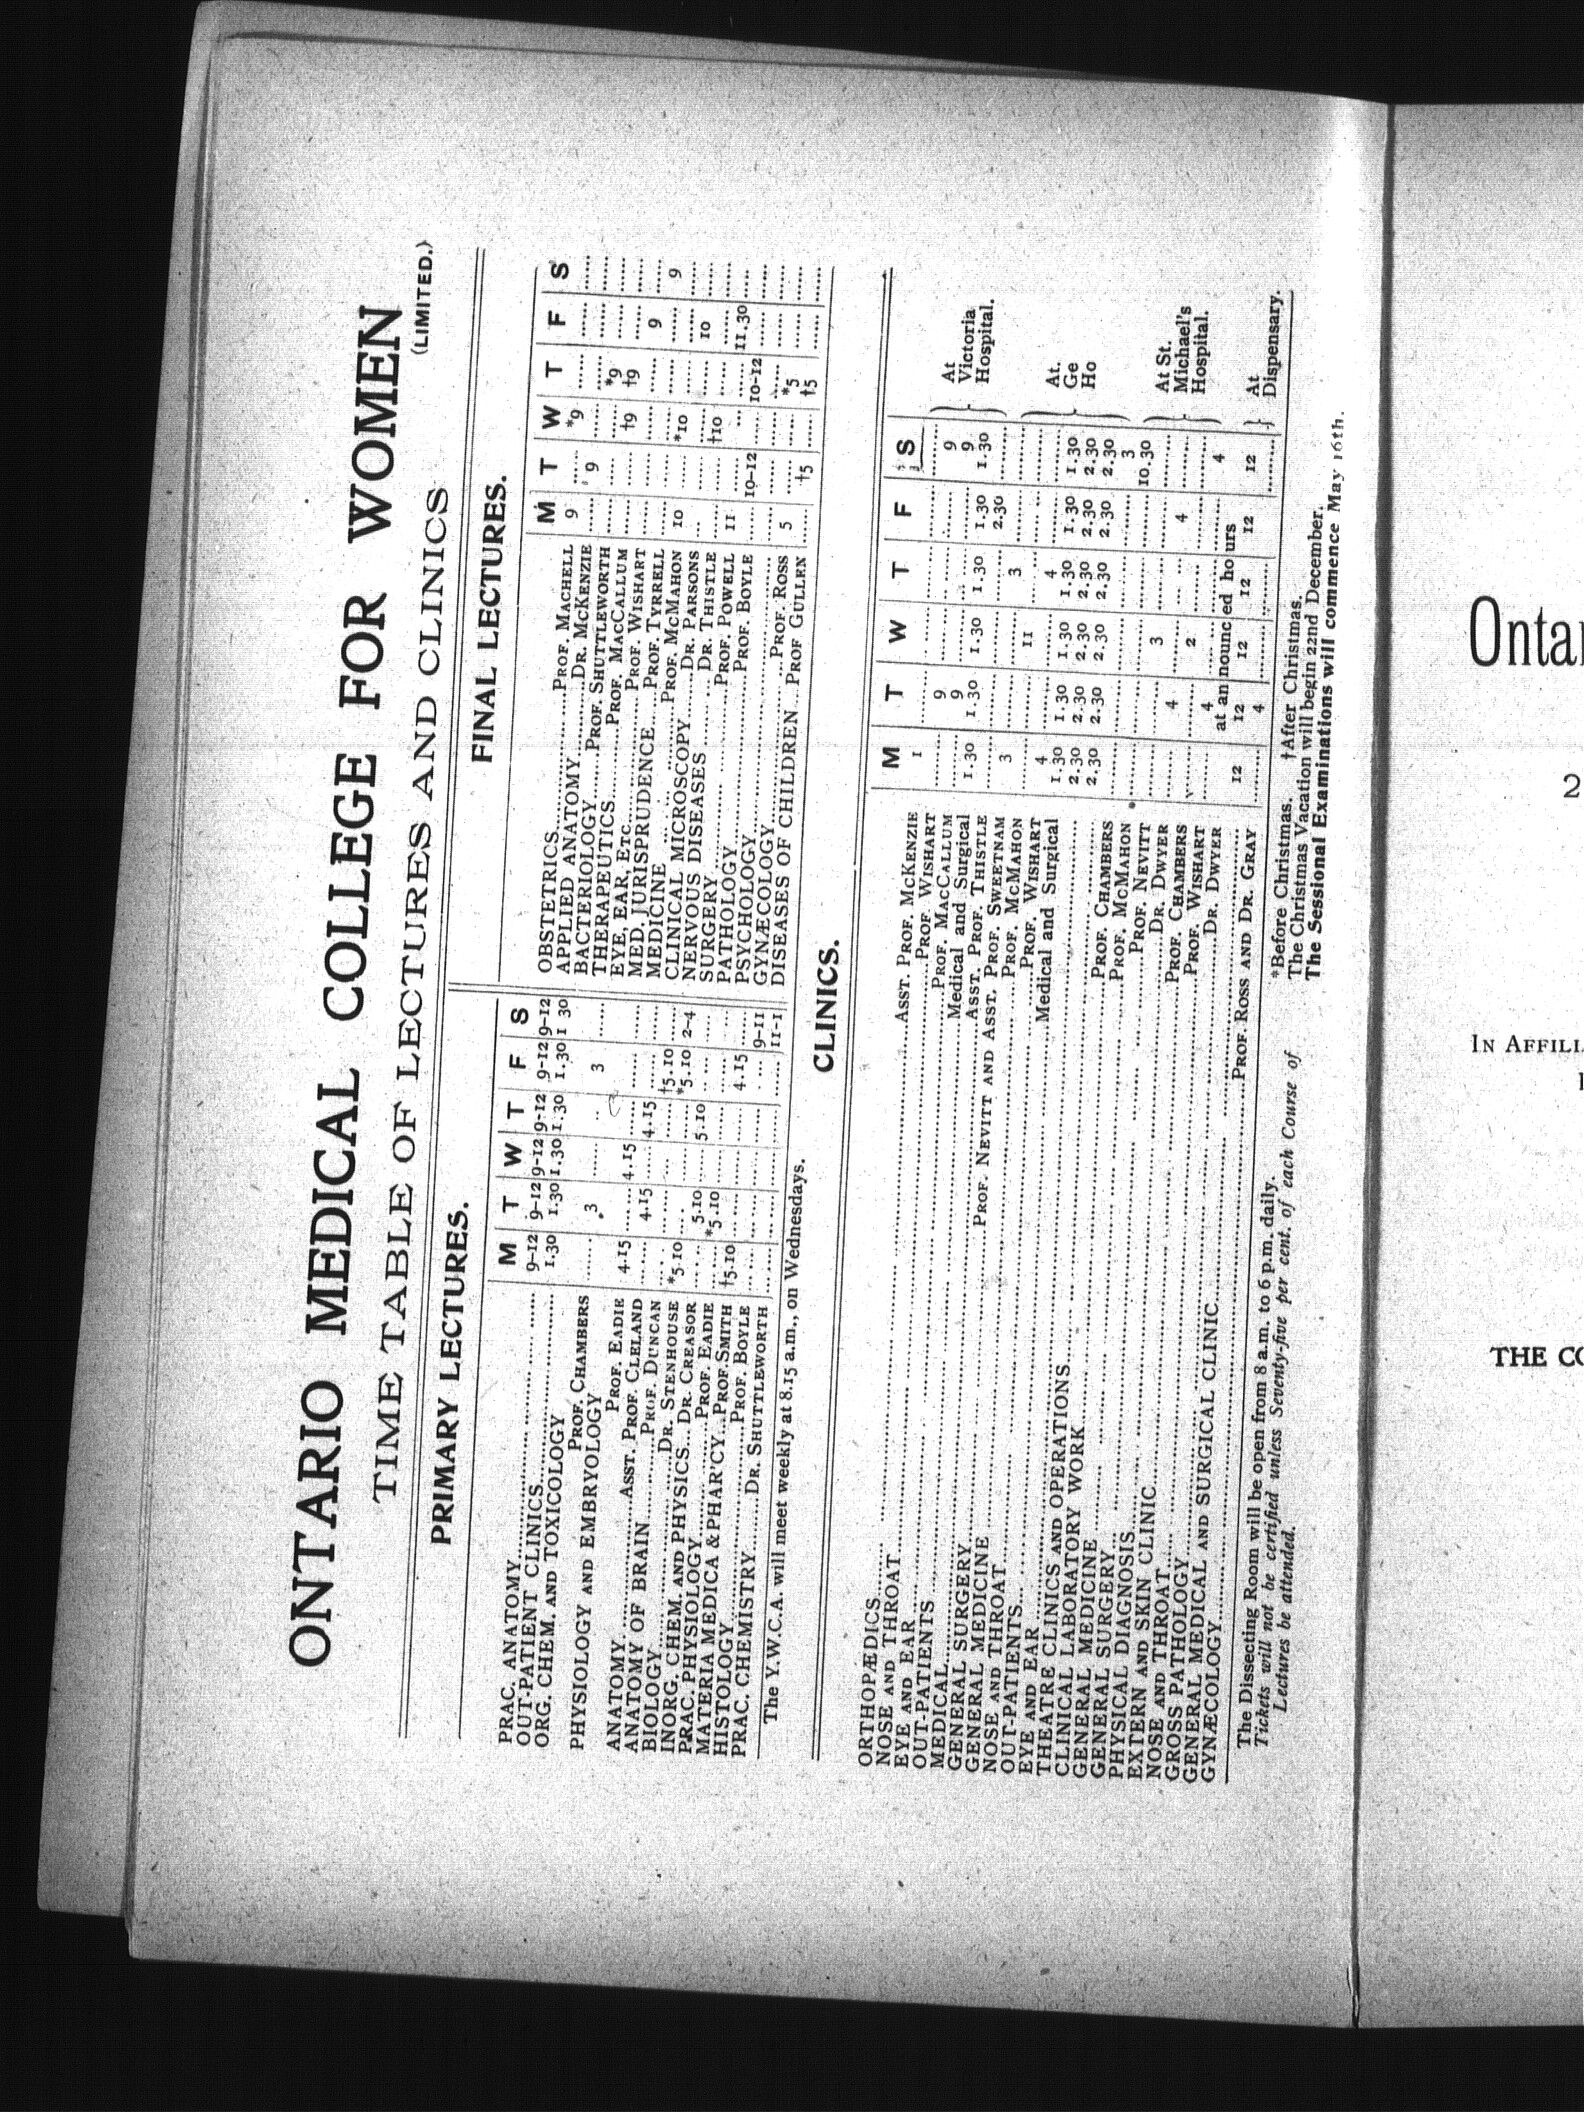 ONTARIO MEDICAL COLLEGE FOR WOMEN
(LIMITED.)
TIME TABLE OF LECTURES AND CLINICS
PRIMARY LECTURES.
M T W T F S
PRAC. ANATOMY 9-12 9-12 9-12 9-12 9-12 9-12
OUT-PATIENT CLINICS 1.30 1.30 1.30 1.30 1.30 1 30
ORG. CHEM. AND TOXICOLOGY
PROF. CHAMBERS 3 3
PHYSIOLOGY AND EMBRYOLOGY
PROF. EADIE 4.15 4.15
ANATOMY ASST. PROF. CLELAND 4.15 4.15
ANATOMY OF BRAIN PROF. DUNCAN †5.10
BIOLOGY DR. STENHOUSE *5.10 *5.10 2-4
INORG. CHEM. AND PHYSICS DR. CREASOR 5.10 5.10
PRAC. PHYSIOLOGY PROF. EADIE *5.10
MATERIA MEDICA & PHAR'CY PROF. SMITH †5.10 4.15
HISTOLOGY PROF. BOYLE 9-11
PRAC. CHEMISTRY DR. SHUTTLEWORTH 11-1
The Y.W.C.A. will meet weekly at 8.15 a.m., on Wednesdays.
FINAL LECTURES.
M T W T F S
OBSTETRICS PROF. MACHELL 9 *9
APPLIED ANATOMY DR. MCKENZIE 9
BACTERIOLOGY PROF. SHUTTLEWORTH *9
THERAPEUTICS PROF. MACCALLUM †9 †9
EYE, EAR, ETC. PROF. WISHART 9
MED. JURISPRUDENCE PROF. TYRRELL 9
MEDICINE PROF. MCMAHON 10 *10
CLINICAL MICROSCOPY DR. PARSONS 10
NERVOUS DISEASES DR. THISTLE †10
SURGERY PROF. POWELL 11 11.30
PATHOLOGY PROF. BOYLE 10-12 10-12
PSYCHOLOGY
GYNÆCOLOGY PROF. ROSS 5 *5
DISEASES OF CHILDREN PROF GULLEN †5 †5
CLINICS.
M T W T F S
ORTHOPÆDICS ASST. PROF. MCKENZIE 1
NOSE AND THROAT PROF WISHART 9 9
EYE AND EAR PROF. MACCALLUM 9 9
OUT-PATIENTS Medical and Surgical 1.30 1.30 1.30 1.30 1.30 1.30
MEDICAL ASST. PROF. THISTLE 2.30
At Victoria Hospital.
GENERAL SURGERY PROF. NEVITT AND ASST. PROF. SWEETNAM 3 3
GENERAL MEDICINE PROF. MCMAHON 11
NOSE AND THROAT PROF. WISHART 4 4
OUT-PATIENTS Medical and Surgical 1.30 1.30 1.30 1.30 1.30 1.30
EYE AND EAR 2.30 2.30 2.30 2.30 2.30 2.30
THEATRE CLINICS AND OPERATIONS 2.30 2.30 2.30 2.30 2.30 2.30
At. Ge Ho
CLINICAL LABORATORY WORK PROF. CHAMBERS 3
GENERAL MEDICINE PROF. MCMAHON 10.30
GENERAL SURGERY PROF. NEVITT 3
PHYSICAL DIAGNOSIS DR. DWYER 4 4
EXTERN AND SKIN CLINIC PROF. CHAMBERS 2
At St. Michael's Hospital.
NOSE AND THROAT PROF. WISHART 4 4
GROSS PATHOLOGY DR. DWYER at announced hours
GENERAL MEDICAL AND SURGICAL CLINIC 12 12 12 12 12 12
GYNÆCOLOGY PROF. ROSS AND DR. GRAY 4
At Dispensary.
The Dissecting Room will be open from 8 a.m. to 6 p.m. daily.
Tickets will not be certified unless Seventy-five per cent. of each Course of
Lectures be attended.
*Before Christmas. †After Christmas.
The Christmas Vacation will begin 22nd December.
The Sessional Examinations will commence May 16th.
Ontar
2
IN AFFILI
THE CO